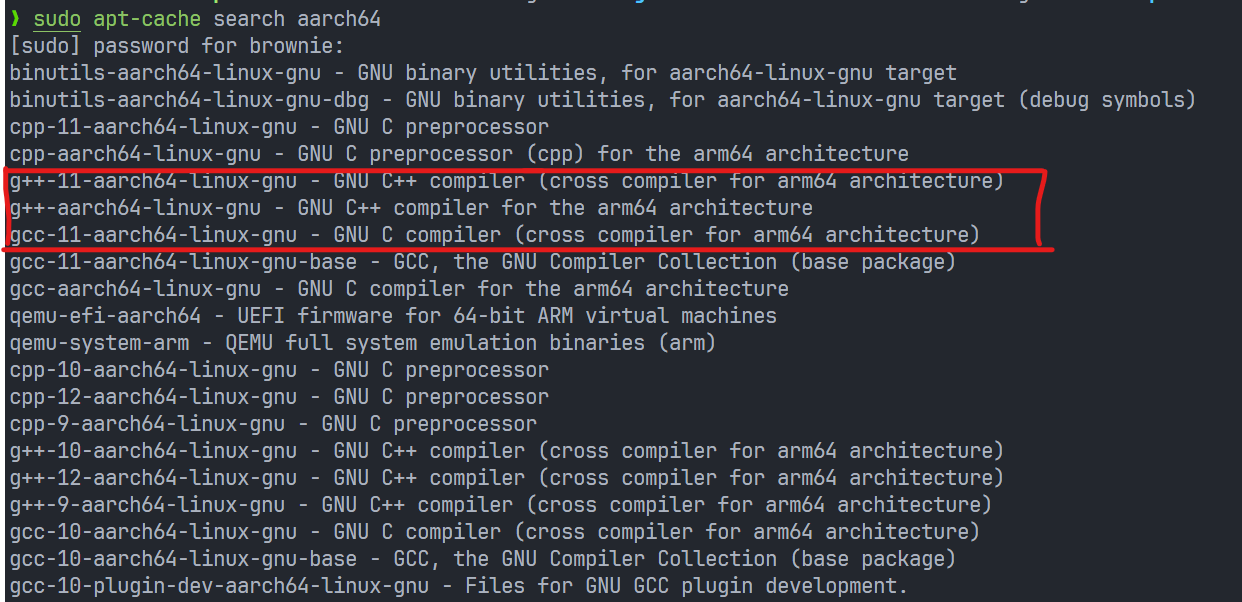 ❯ sudo apt-cache search aarch64
[sudo] password for brownie:
binutils-aarch64-linux-gnu - GNU binary utilities, for aarch64-linux-gnu target
binutils-aarch64-linux-gnu-dbg - GNU binary utilities, for aarch64-linux-gnu target (debug symbols)
cpp-11-aarch64-linux-gnu - GNU C preprocessor
cpp-aarch64-linux-gnu - GNU C preprocessor (cpp) for the arm64 architecture
g++-11-aarch64-linux-gnu - GNU C++ compiler (cross compiler for arm64 architecture)
g++-aarch64-linux-gnu - GNU C++ compiler for the arm64 architecture
gcc-11-aarch64-linux-gnu - GNU C compiler (cross compiler for arm64 architecture)
gcc-11-aarch64-linux-gnu-base - GCC, the GNU Compiler Collection (base package)
gcc-aarch64-linux-gnu - GNU C compiler for the arm64 architecture
qemu-efi-aarch64 - UEFI firmware for 64-bit ARM virtual machines
qemu-system-arm - QEMU full system emulation binaries (arm)
cpp-10-aarch64-linux-gnu - GNU C preprocessor
cpp-12-aarch64-linux-gnu - GNU C preprocessor
cpp-9-aarch64-linux-gnu - GNU C preprocessor
g++-10-aarch64-linux-gnu - GNU C++ compiler (cross compiler for arm64 architecture)
g++-12-aarch64-linux-gnu - GNU C++ compiler (cross compiler for arm64 architecture)
g++-9-aarch64-linux-gnu - GNU C++ compiler (cross compiler for arm64 architecture)
gcc-10-aarch64-linux-gnu - GNU C compiler (cross compiler for arm64 architecture)
gcc-10-aarch64-linux-gnu-base - GCC, the GNU Compiler Collection (base package)
gcc-10-plugin-dev-aarch64-linux-gnu - Files for GNU GCC plugin development.